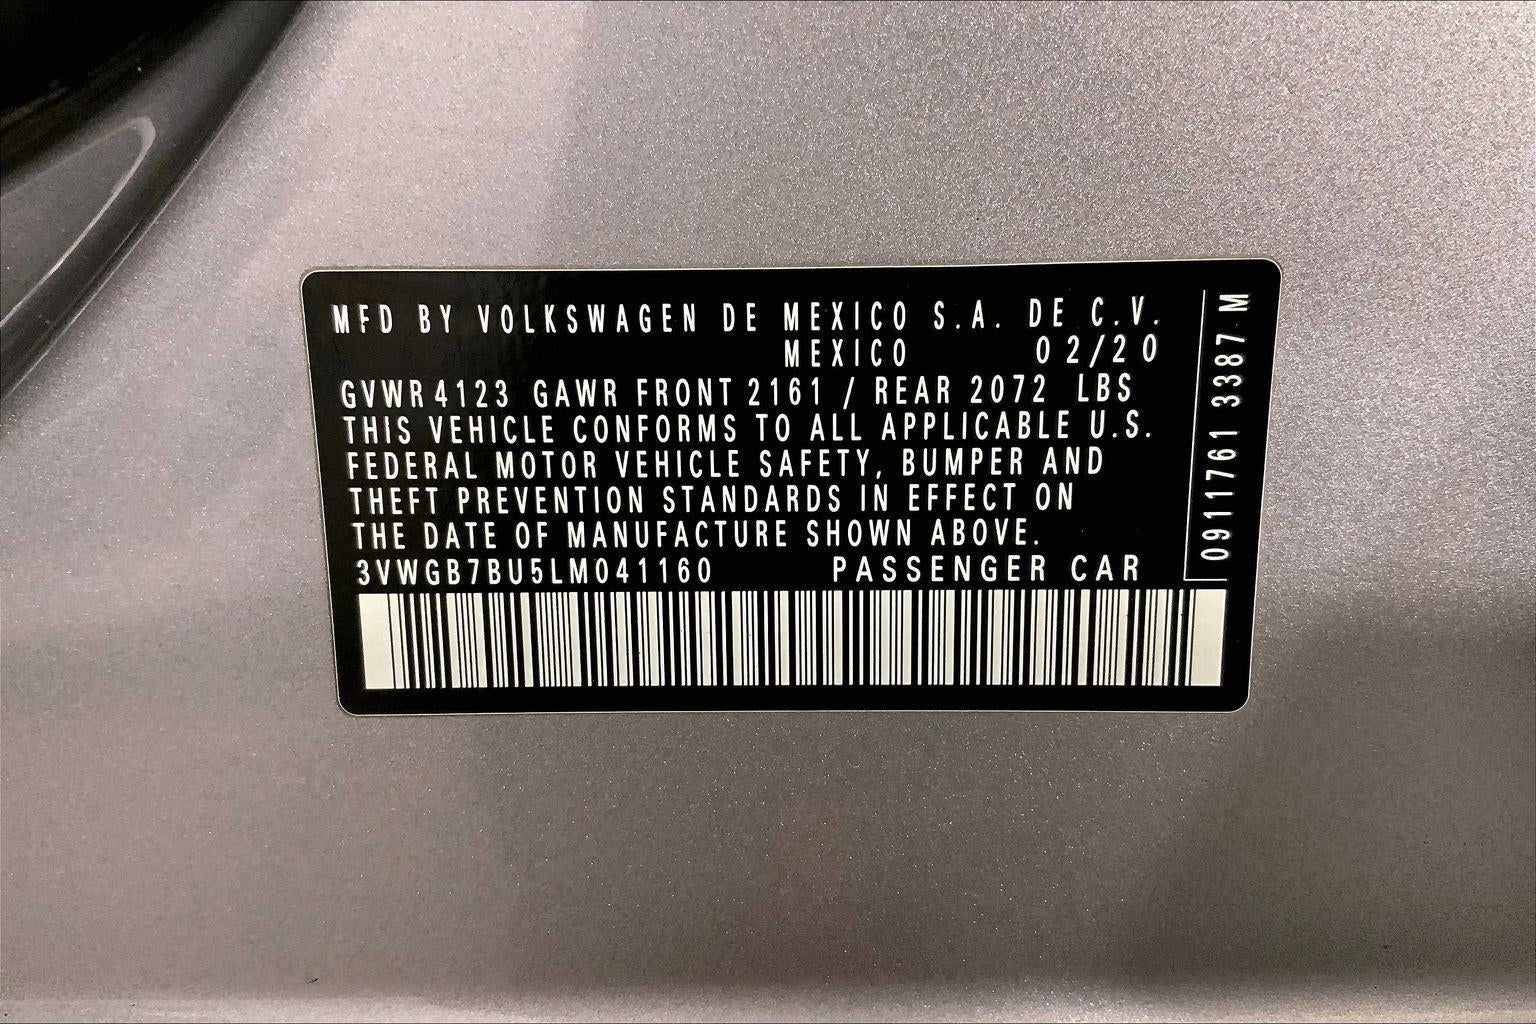 MFD BY VOLKSWAGEN DE MEXICO S.A. DE C.V.
MEXICO 02/20
GVWR 4123 GAWR FRONT 2161 / REAR 2072 LBS
THIS VEHICLE CONFORMS TO ALL APPLICABLE U.S.
FEDERAL MOTOR VEHICLE SAFETY, BUMPER AND
THEFT PREVENTION STANDARDS IN EFFECT ON
THE DATE OF MANUFACTURE SHOWN ABOVE.
3VWGB7BU5LM041160 PASSENGER CAR
0911761 3387 M